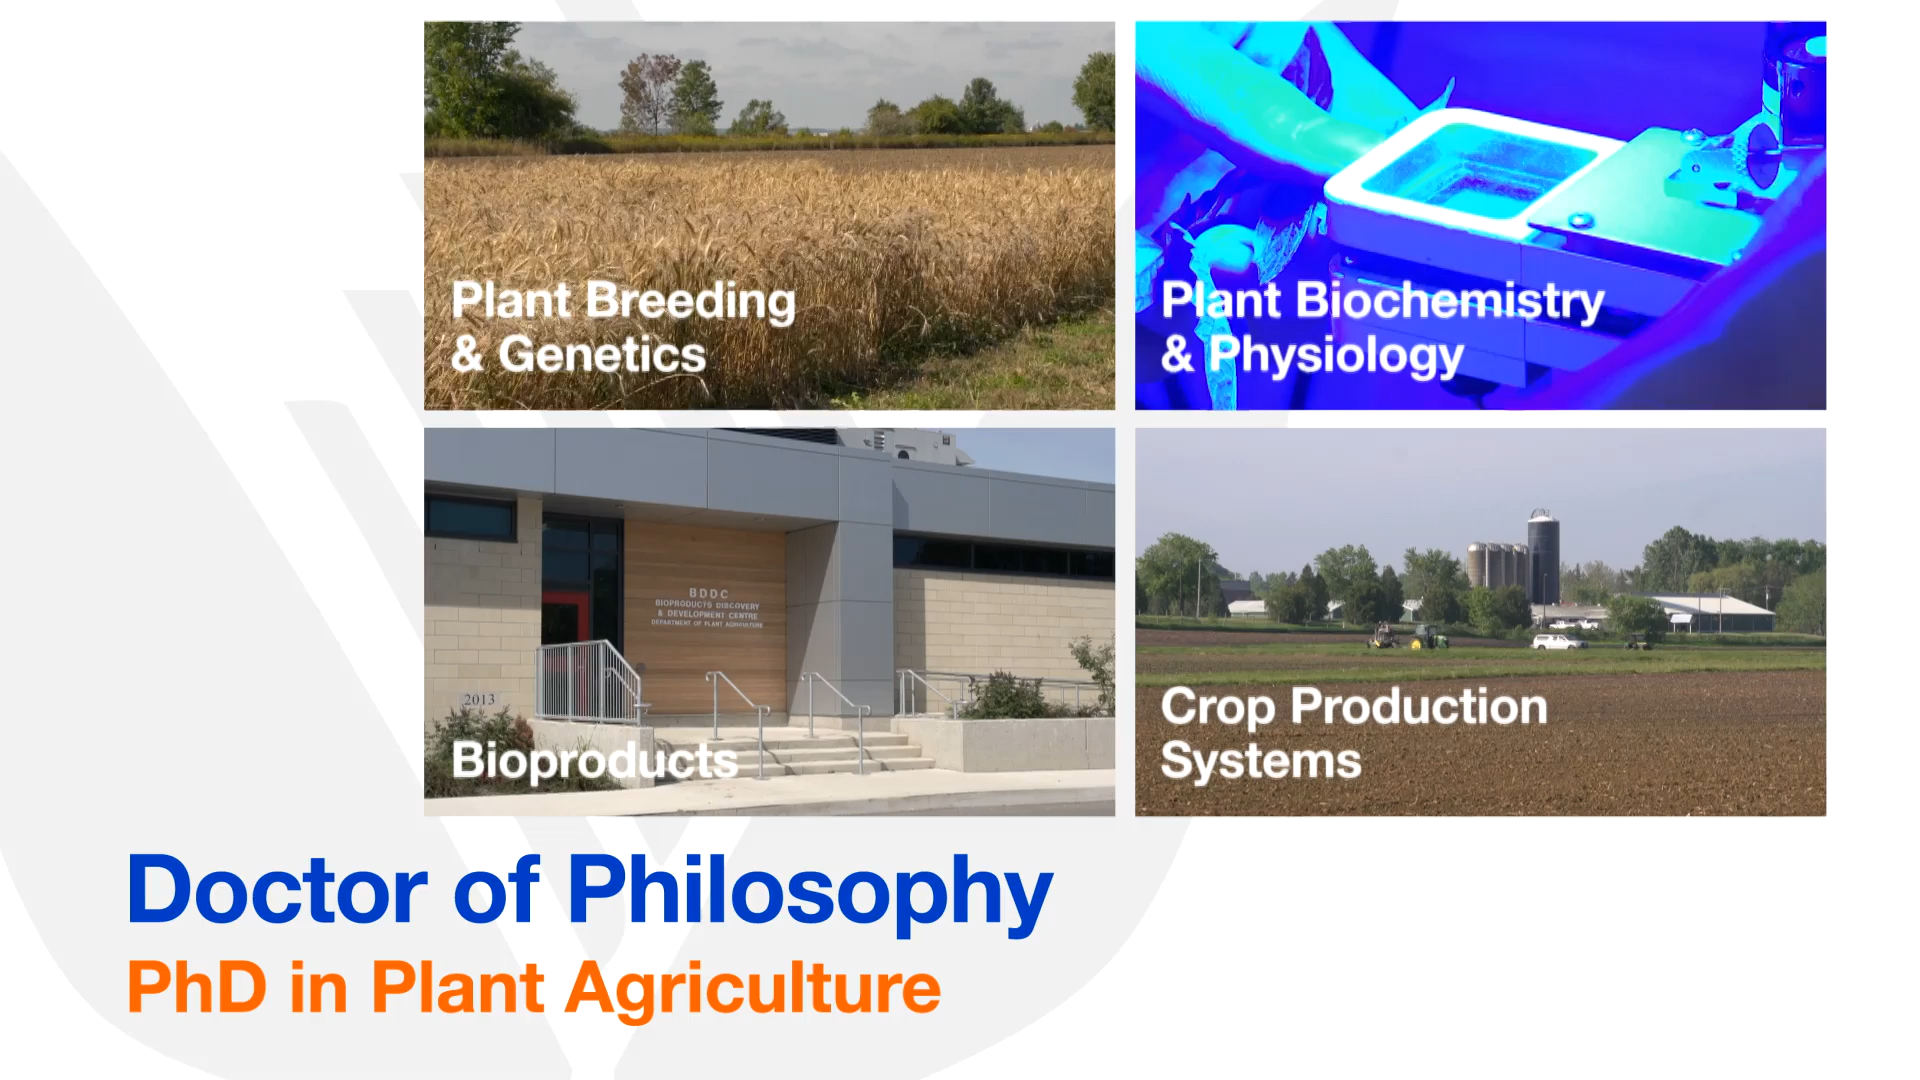 Plant Breeding
& Genetics
Plant Biochemistry
& Physiology
BDDC
BIOPRODUCTS DISCOVERY
& DEVELOPMENT CENTRE
DEPARTMENT OF PLANT AGRICULTURE
2013
Bioproducts
Crop Production
Systems
Doctor of Philosophy
PhD in Plant Agriculture